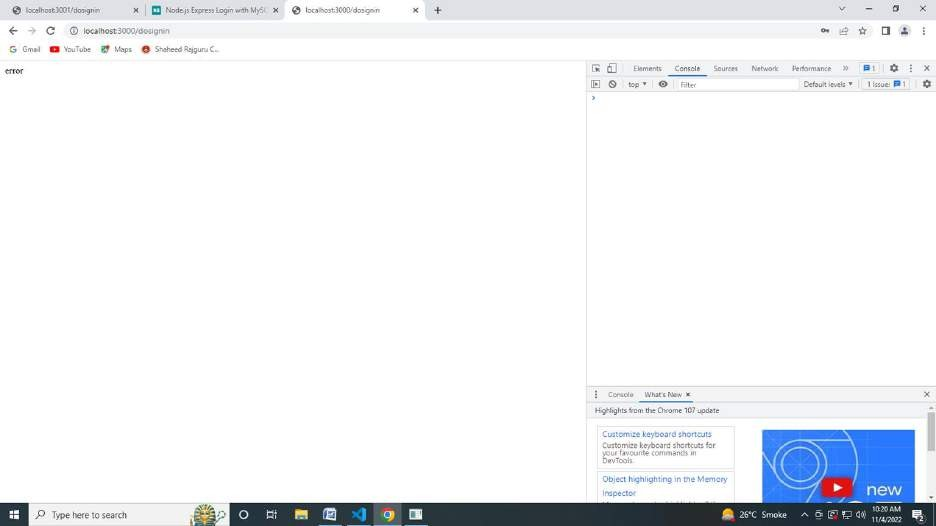 localhost:3001/dosignin
Node.js Express Login with MySQ
localhost:3000/dosignin
localhost:3000/dosignin
Gmail
YouTube
Maps
Shaheed Rajguru C...
error
Elements
Console
Sources
Network
Performance
»
1
top
Filter
Default levels
1 Issue:
1
Console
What's New
Highlights from the Chrome 107 update
Customize keyboard shortcuts
Customize keyboard shortcuts for
your favourite commands in
DevTools.
Object highlighting in the Memory
Inspector
new
Type here to search
26°C Smoke
10:20 AM
11/4/2022
2